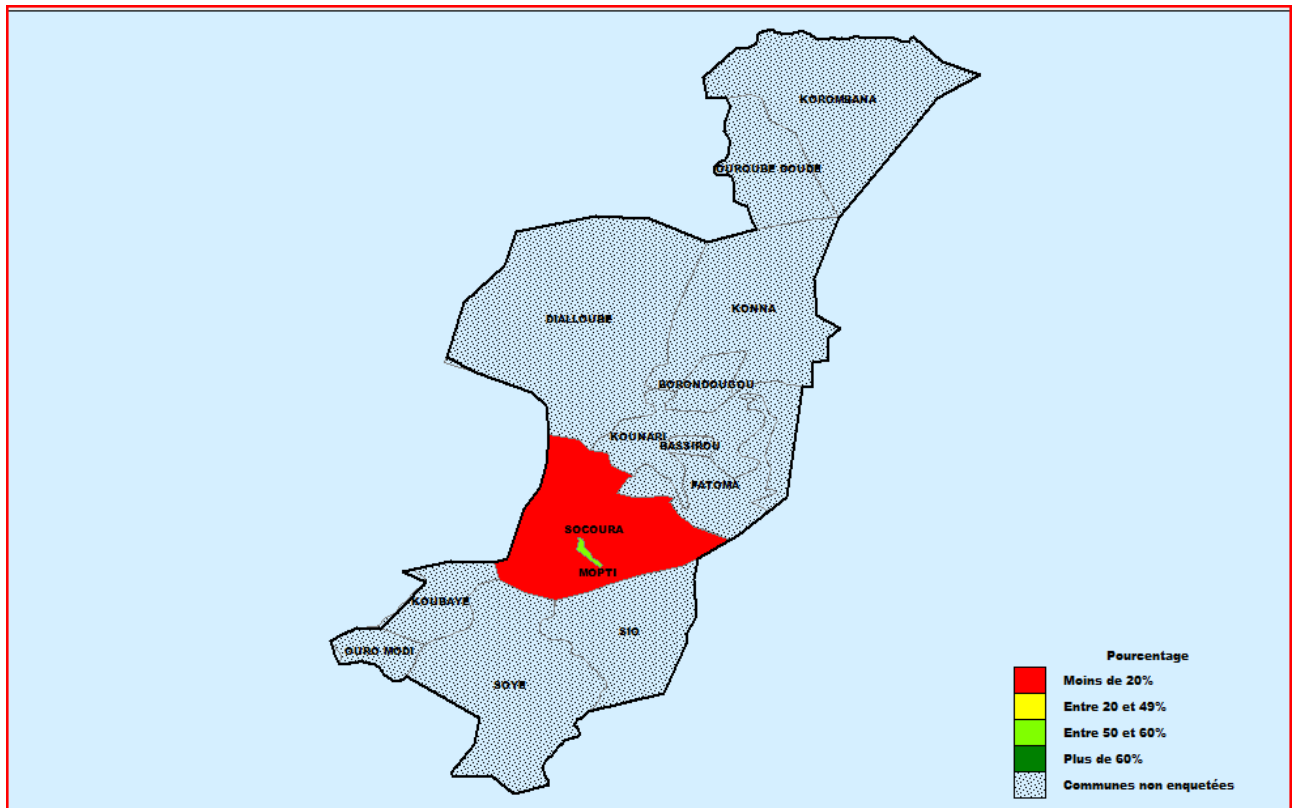 KOROMBANA
OUROUBE DOUDE
KONNA
DIALLOUBE
BORONDOUGOU
KOUNARI
BASSIROU
FATOMA
SOCOURA
MOPTI
KOUBAYE
SIO
OURO MODI
SOYE
Pourcentage
Moins de 20%
Entre 20 et 49%
Entre 50 et 60%
Plus de 60%
Communes non enquetées